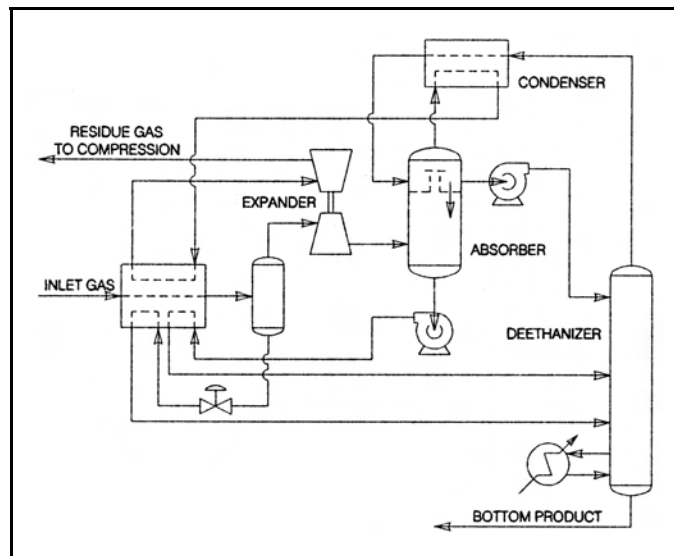 CONDENSER
RESIDUE GAS
TO COMPRESSION
EXPANDER
ABSORBER
INLET GAS
DEETHANIZER
BOTTOM PRODUCT